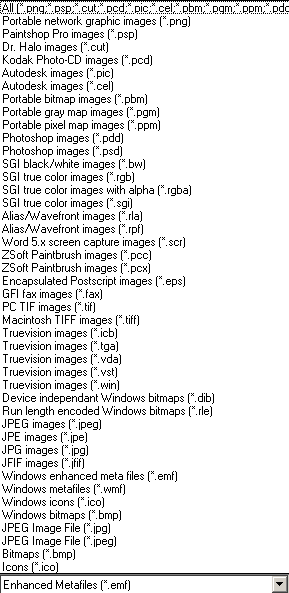 All (*.png;*.psp;*.cut;*.pcd;*.pic;*.cel;*.pbm;*.pgm;*.ppm;*.pdd
Portable network graphic images (*.png)
Paintshop Pro images (*.psp)
Dr. Halo images (*.cut)
Kodak Photo-CD images (*.pcd)
Autodesk images (*.pic)
Autodesk images (*.cel)
Portable bitmap images (*.pbm)
Portable gray map images (*.pgm)
Portable pixel map images (*.ppm)
Photoshop images (*.pdd)
Photoshop images (*.psd)
SGI black/white images (*.bw)
SGI true color images (*.rgb)
SGI true color images with alpha (*.rgba)
SGI true color images (*.sgi)
Alias/Wavefront images (*.rla)
Alias/Wavefront images (*.rpf)
Word 5.x screen capture images (*.scr)
ZSoft Paintbrush images (*.pcc)
ZSoft Paintbrush images (*.pcx)
Encapsulated Postscript images (*.eps)
GFI fax images (*.fax)
PC TIF images (*.tif)
Macintosh TIFF images (*.tiff)
Truevision images (*.icb)
Truevision images (*.tga)
Truevision images (*.vda)
Truevision images (*.vst)
Truevision images (*.win)
Device independant Windows bitmaps (*.dib)
Run length encoded Windows bitmaps (*.rle)
JPEG images (*.jpeg)
JPE images (*.jpe)
JPG images (*.jpg)
JFIF images (*.jfif)
Windows enhanced meta files (*.emf)
Windows metafiles (*.wmf)
Windows icons (*.ico)
Windows bitmaps (*.bmp)
JPEG Image File (*.jpg)
JPEG Image File (*.jpeg)
Bitmaps (*.bmp)
Icons (*.ico)
Enhanced Metafiles (*.emf)